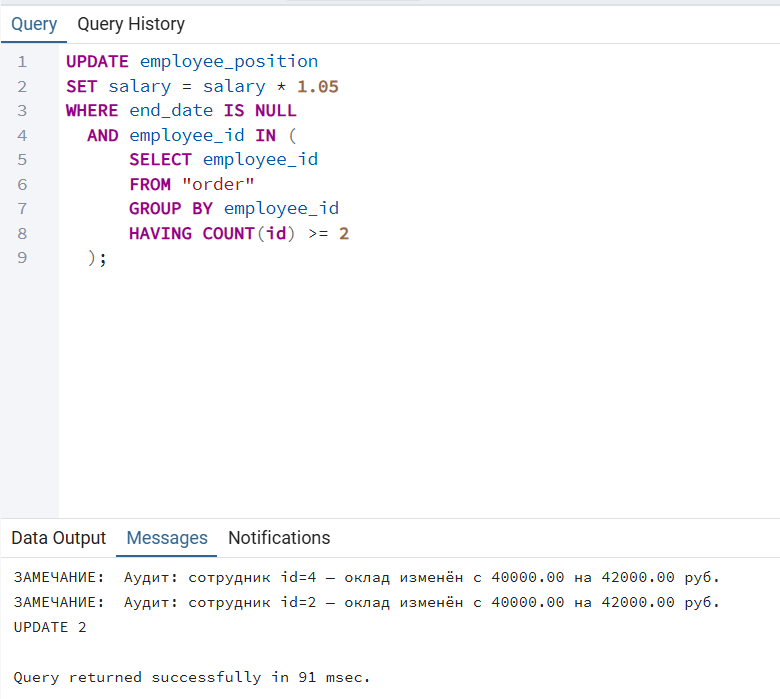 Query Query History
1 UPDATE employee_position
2 SET salary = salary * 1.05
3 WHERE end_date IS NULL
4 AND employee_id IN (
5 SELECT employee_id
6 FROM "order"
7 GROUP BY employee_id
8 HAVING COUNT(id) >= 2
9 );
Data Output Messages Notifications
ЗАМЕЧАНИЕ: Аудит: сотрудник id=4 — оклад изменён с 40000.00 на 42000.00 руб.
ЗАМЕЧАНИЕ: Аудит: сотрудник id=2 — оклад изменён с 40000.00 на 42000.00 руб.
UPDATE 2
Query returned successfully in 91 msec.